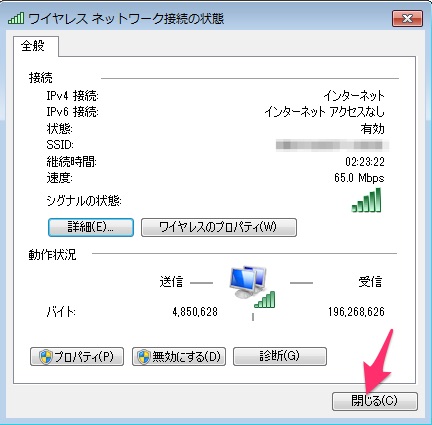 ワイヤレス ネットワーク接続の状態
全般
接続
IPv4 接続: インターネット
IPv6 接続: インターネット アクセスなし
状態: 有効
SSID:
継続時間: 02:23:22
速度: 65.0 Mbps
シグナルの状態:
詳細(E)... ワイヤレスのプロパティ(W)
動作状況
送信 受信
バイト: 4,850,628 196,268,626
プロパティ(P) 無効にする(D) 診断(G)
閉じる(C)